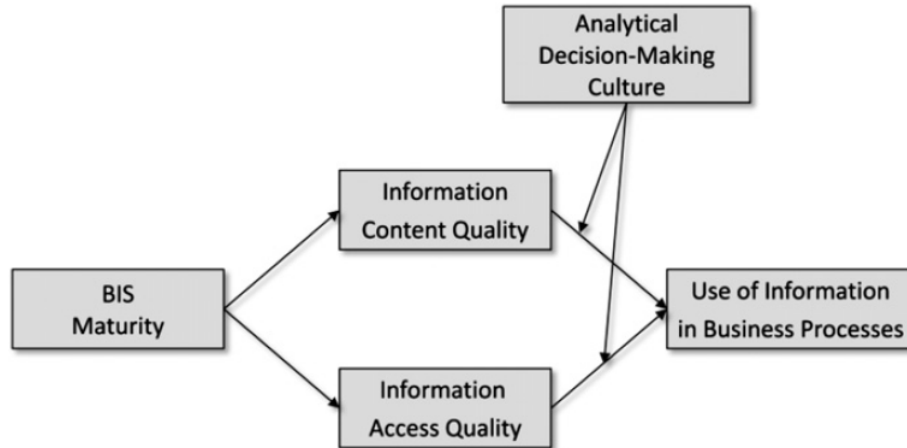 Analytical
Decision-Making
Culture
Information
Content Quality
BIS
Maturity
Use of Information
in Business Processes
Information
Access Quality